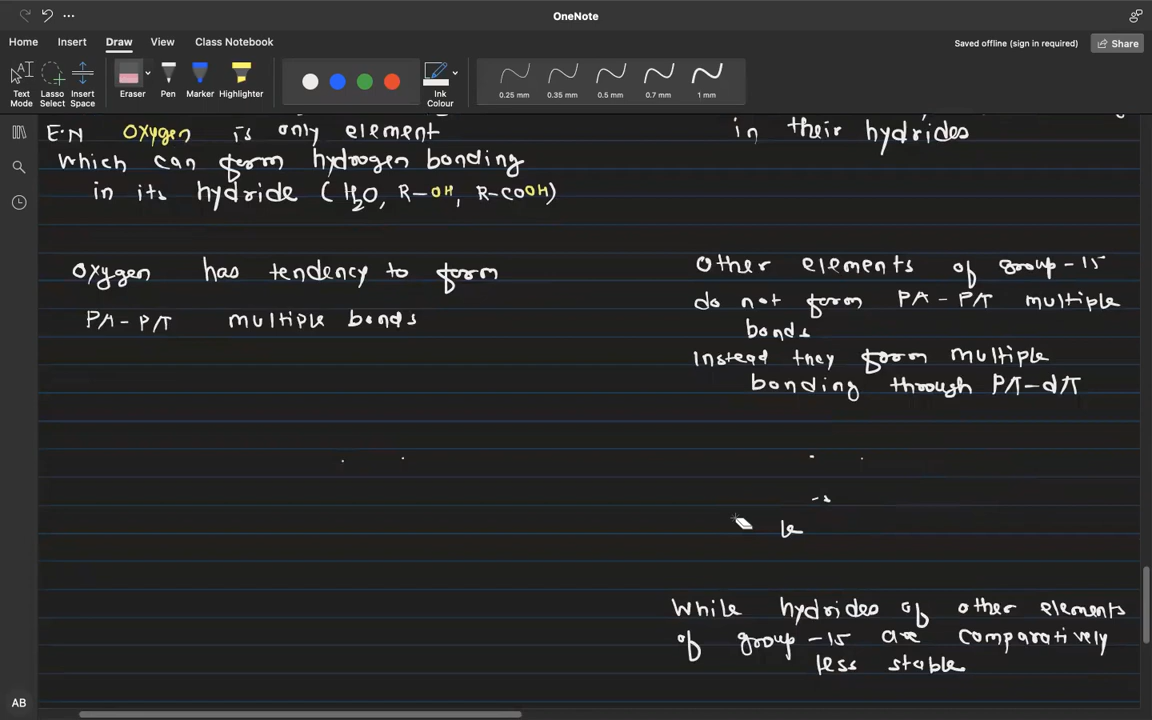 OneNote
Home Insert Draw View Class Notebook
Saved offline (sign in required) Share
Text Mode
Lasso Select
Insert Space
Eraser
Pen
Marker
Highlighter
Ink Colour
0.25 mm 0.35 mm 0.5 mm 0.7 mm 1 mm
E.N Oxygen is only element
which can form hydrogen bonding
in its hydride (H2O, R-OH, R-COOH)
Oxygen has tendency to form
Pπ-Pπ multiple bonds
in their hydrides
Other elements of group-15
do not form Pπ-Pπ multiple
bonds
Instead they form multiple
bonding through Pπ-dπ
le
While hydrides of other elements
of group-15 are comparatively
less stable
AB